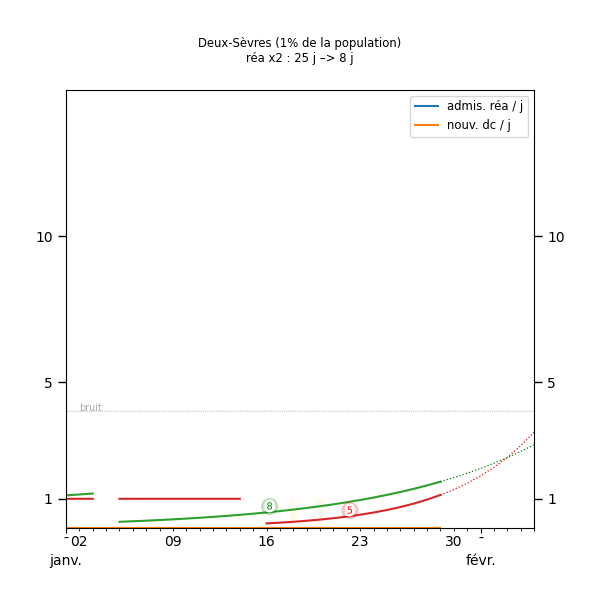 Deux-Sèvres (1% de la population)
réa x2 : 25 j –> 8 j
admis. réa / j
nouv. dc / j
10 10
5 5
bruit
1 1
8
5
02 09 16 23 30
janv. févr.